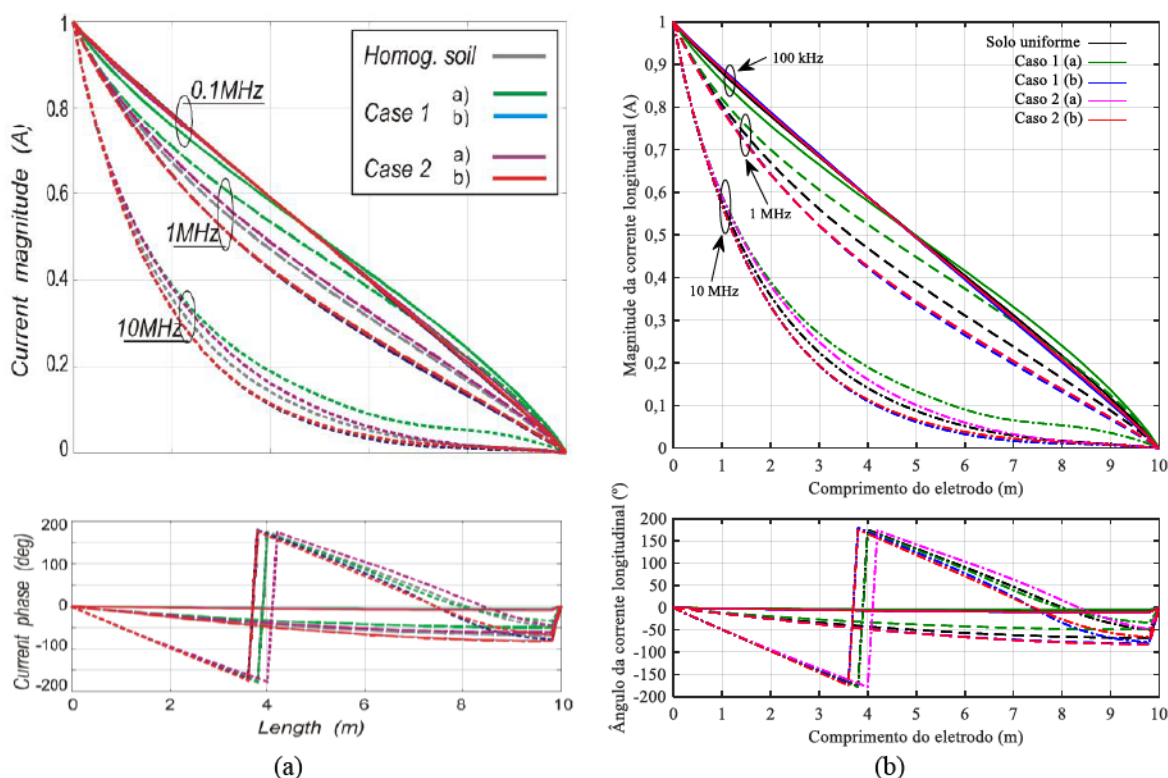 1
0.8
0.6
0.4
0.2
0
Current magnitude (A)
0.1MHz
1MHz
10MHz
Homog. soil
Case 1 a)
b)
Case 2 a)
b)
200
100
0
-100
-200
Current phase (deg)
0 2 4 6 8 10
Length (m)
(a)
1
0,9
0,8
0,7
0,6
0,5
0,4
0,3
0,2
0,1
0
Magnitude da corrente longitudinal (A)
100 kHz
1 MHz
10 MHz
Solo uniforme
Caso 1 (a)
Caso 1 (b)
Caso 2 (a)
Caso 2 (b)
0 1 2 3 4 5 6 7 8 9 10
Comprimento do eletrodo (m)
200
150
100
50
0
-50
-100
-150
-200
Ângulo da corrente longitudinal (°)
0 1 2 3 4 5 6 7 8 9 10
Comprimento do eletrodo (m)
(b)